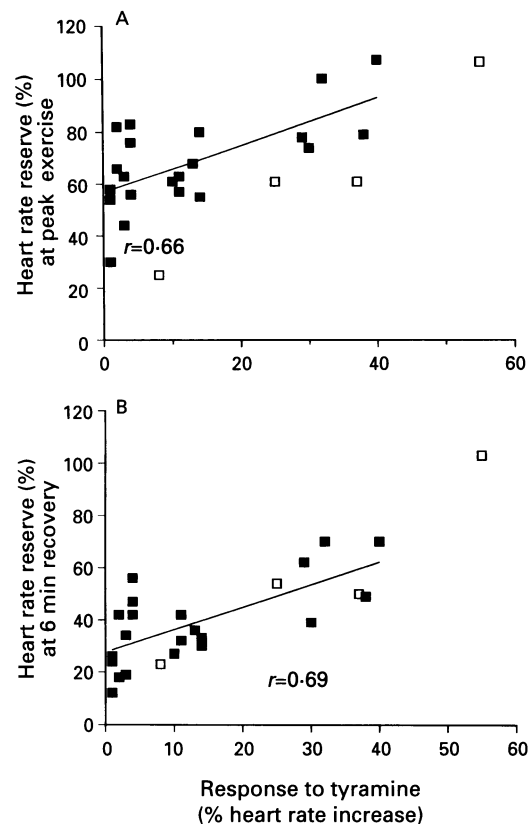 A
Heart rate reserve (%)
at peak exercise
120
100
80
60
40
20
0
r=0·66
0
20
40
60
B
Heart rate reserve (%)
at 6 min recovery
120
100
80
60
40
20
0
r=0·69
0
10
20
30
40
50
60
Response to tyramine
(% heart rate increase)